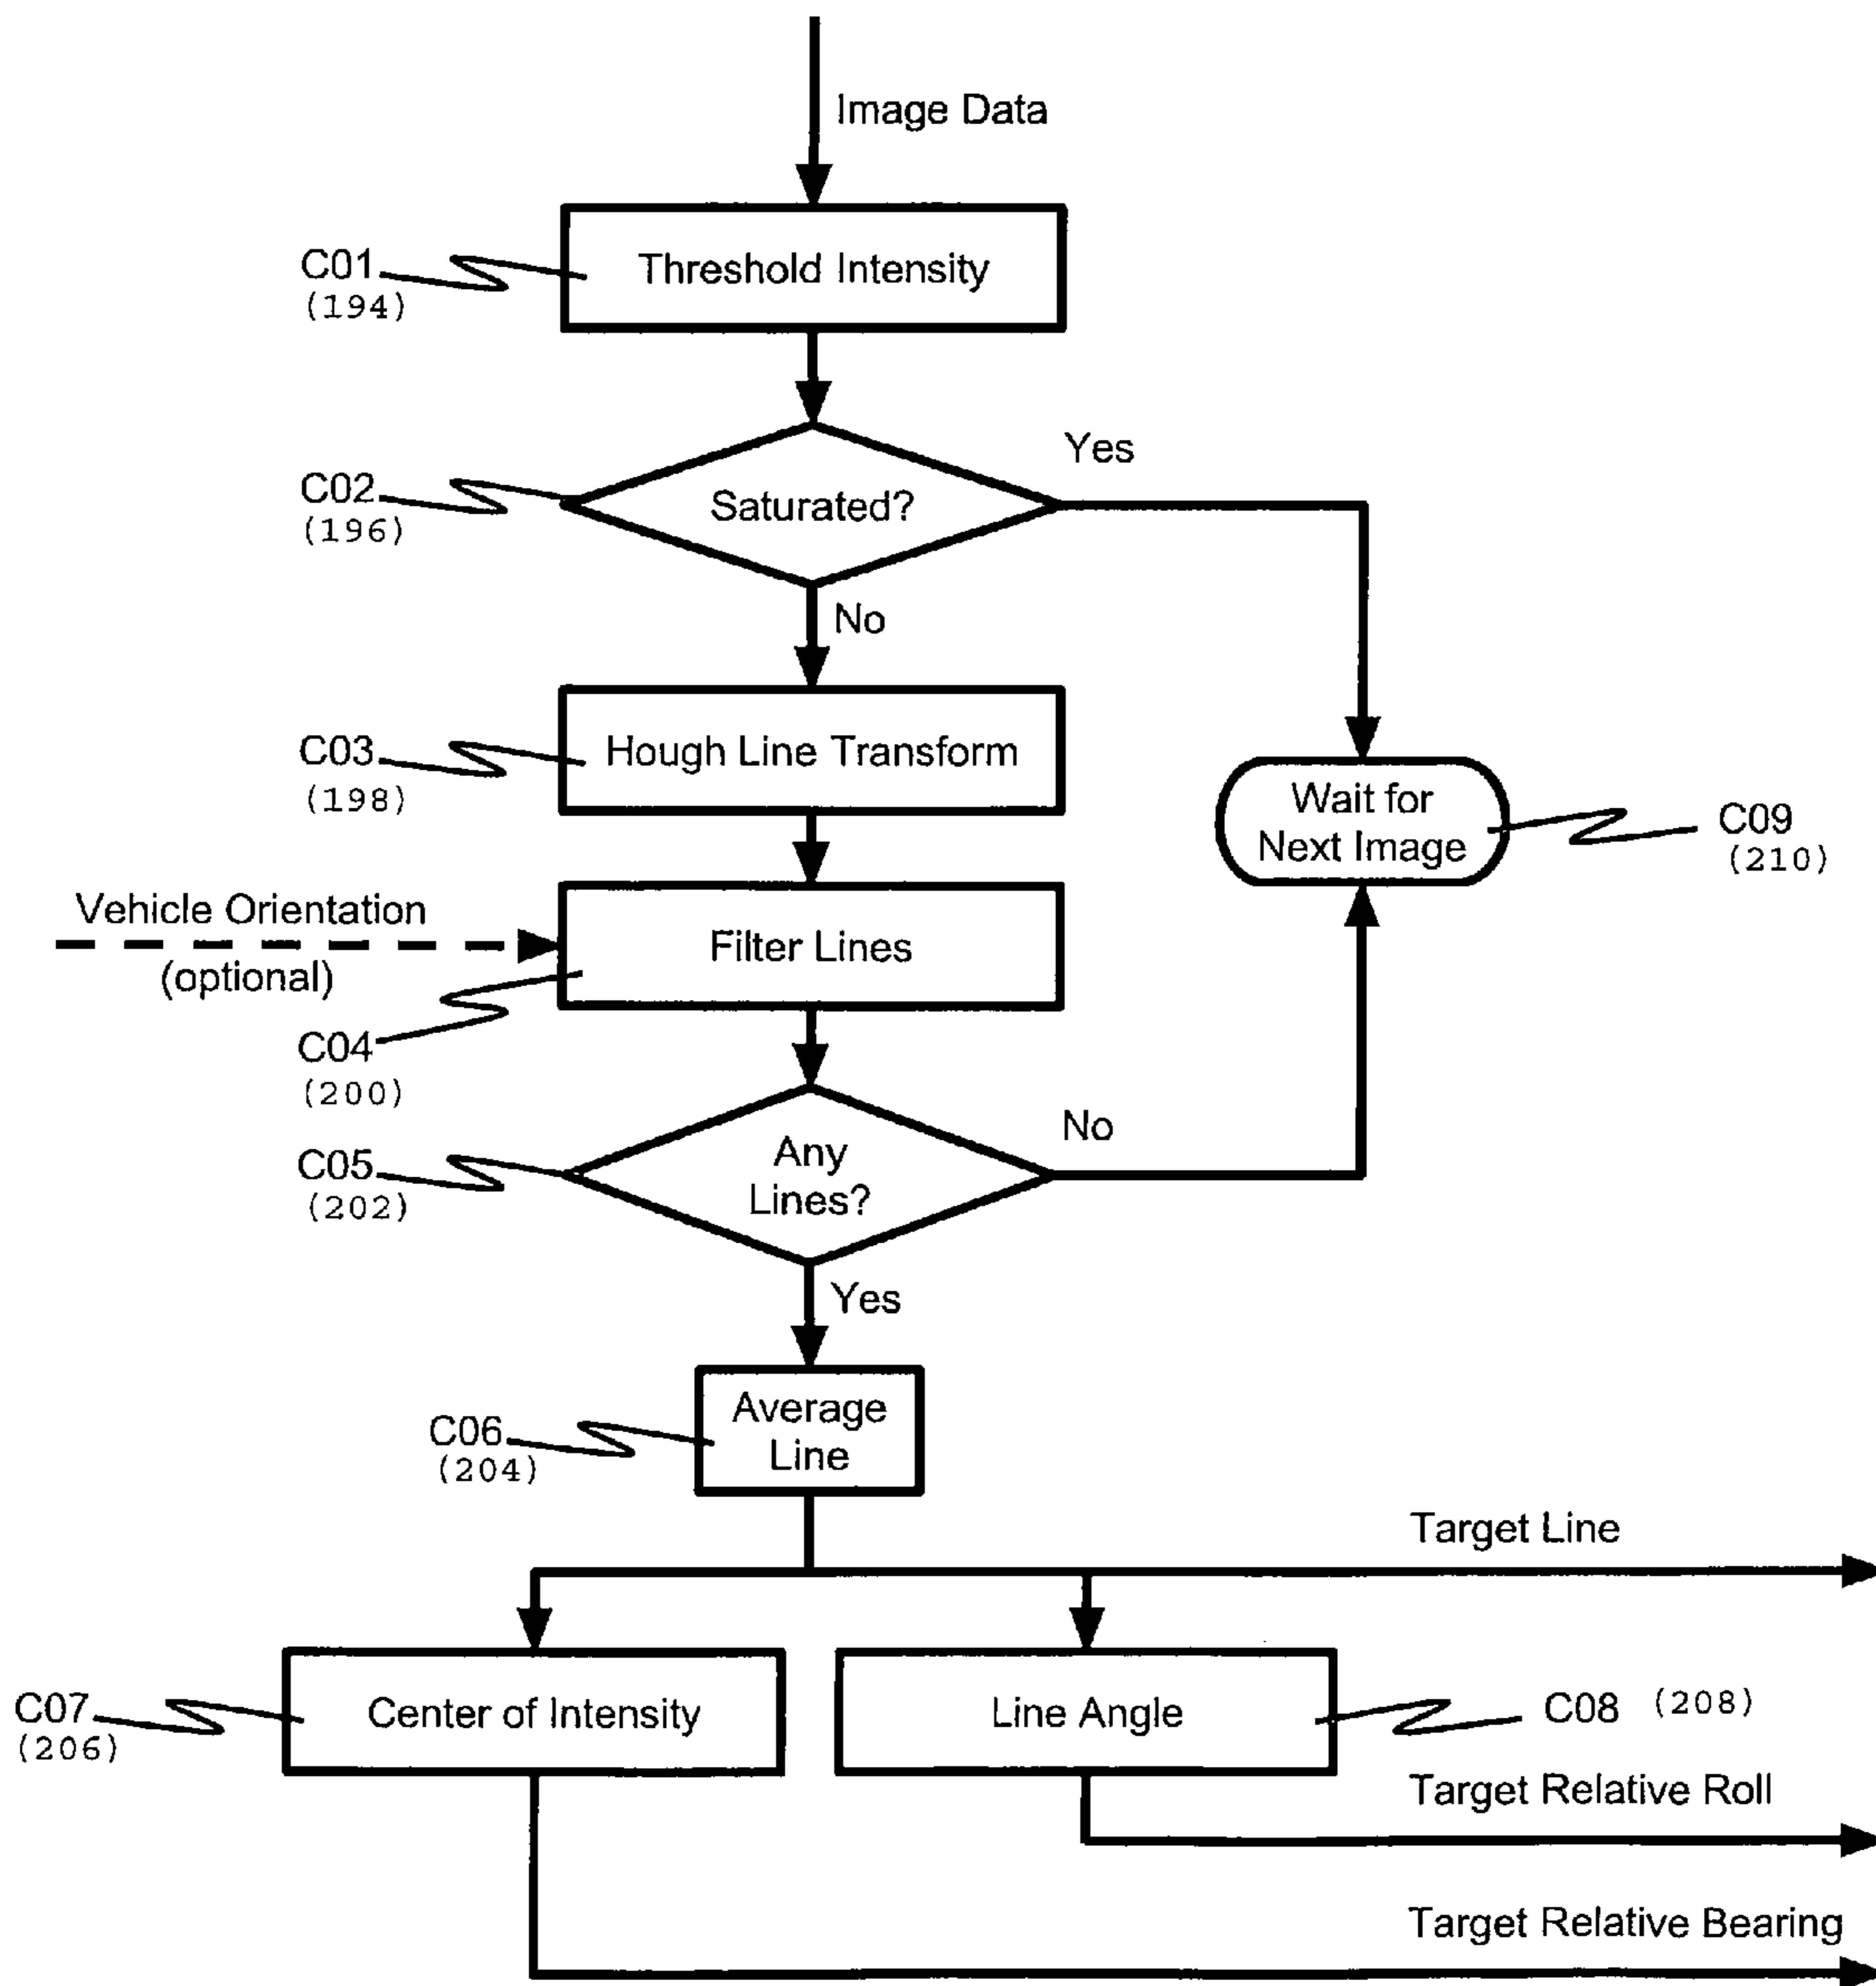 Image Data
Threshold Intensity
C01
(194)
Yes
C02
(196)
Saturated?
No
C03
(198)
Hough Line Transform
Wait for
Next Image
C09
(210)
Vehicle Orientation
(optional)
Filter Lines
C04
(200)
No
C05
(202)
Any
Lines?
Yes
C06
(204)
Average
Line
Target Line
C07
(206)
Center of Intensity
Line Angle
C08 (208)
Target Relative Roll
Target Relative Bearing